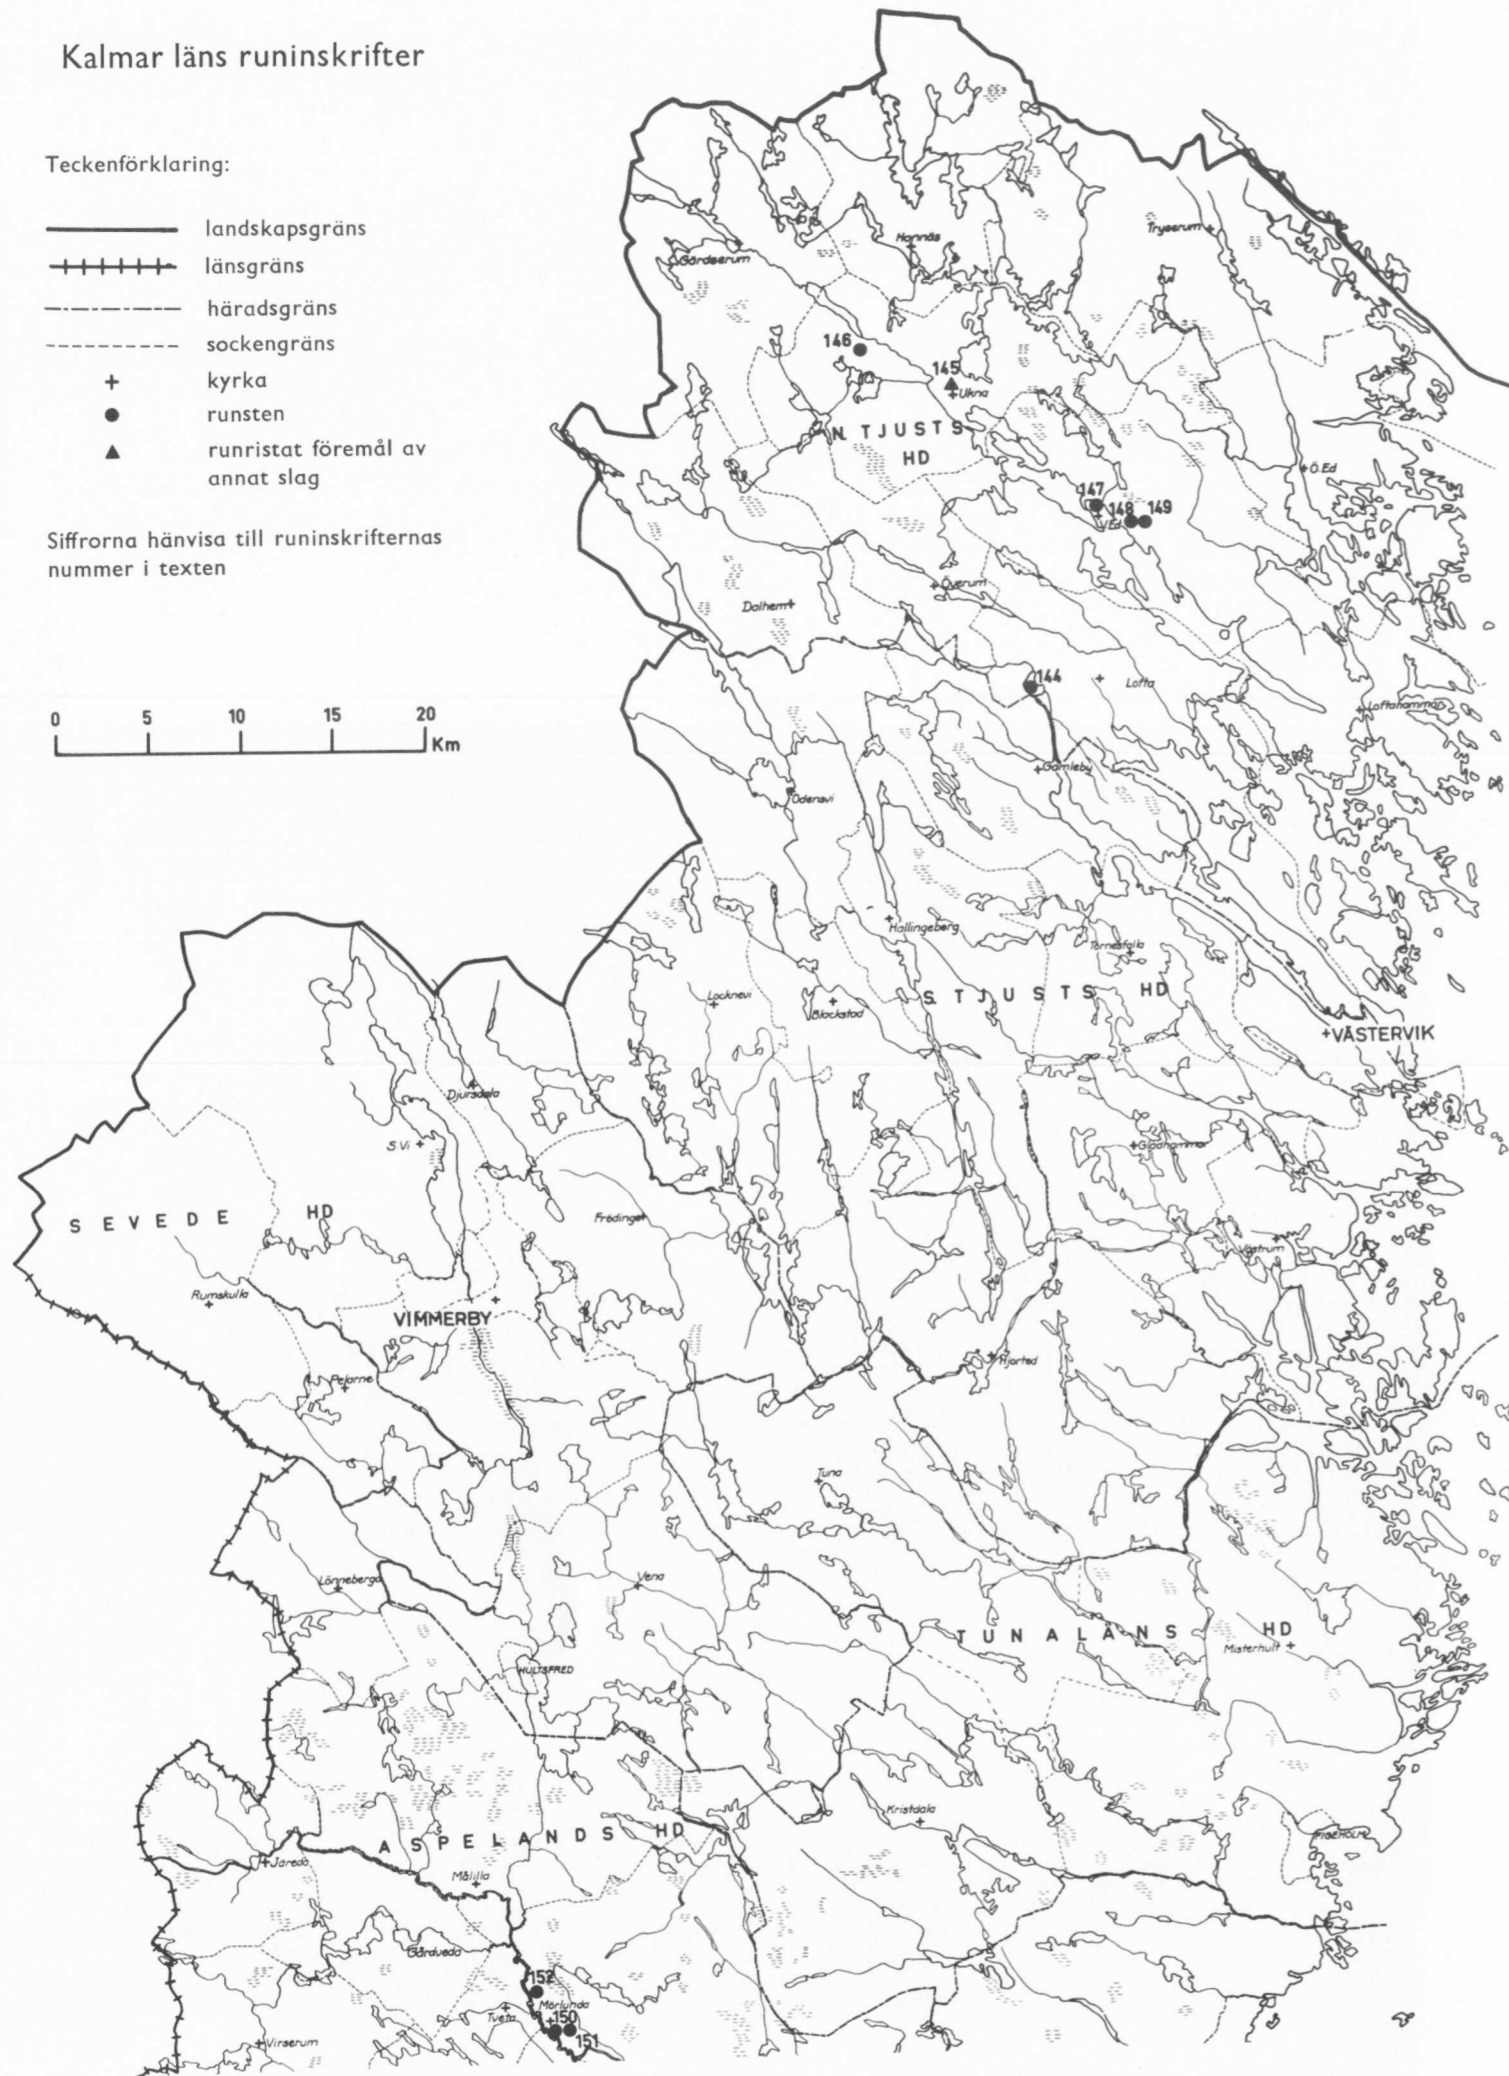 Kalmar läns runinskrifter
Teckenförklaring:
landskapsgräns
länsgräns
häradsgräns
sockengräns
kyrka
runsten
runristat föremål av
annat slag
Siffrorna hänvisa till runinskrifternas
nummer i texten
0 5 10 15 20
Km
Hannäs
Tryserum
Gärdserum
146
145
Ukna
N. TJUSTS
HD
Ö.Ed
147
148 149
V.Ed
Överum
Dalhem
144
Lofta
Loftahammar
Gamleby
Odensvi
Hallingeberg
Törnesfalla
Locknevi
Blackstad
S TJUSTS HD
VÄSTERVIK
Djursdala
S.Vi
Gladhammar
SEVEDE HD
Frödinge
Västrum
Rumskulla
VIMMERBY
Hjorted
Pelarne
Tuna
Lönneberga
Vena
TUNALÄNS HD
Misterhult
HULTSFRED
Kristdala
ASPELANDS HD
FIGEHOLM
Järeda
Målilla
Gårdveda
152
Mörlunda
Tveta
150
151
Virserum